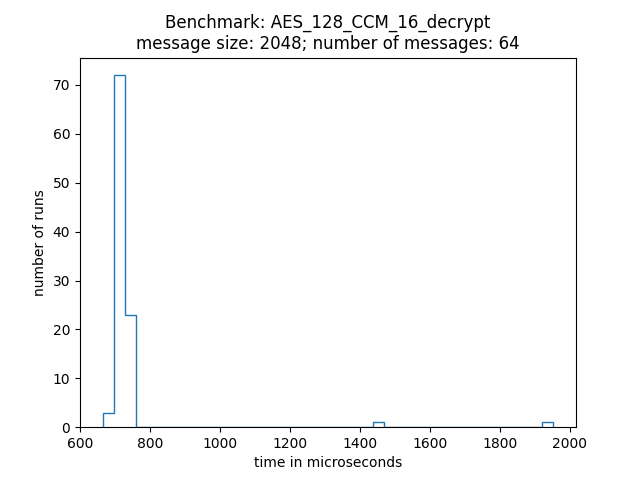 Benchmark: AES_128_CCM_16_decrypt
message size: 2048; number of messages: 64
70
60
50
40
30
20
10
0
number of runs
600 800 1000 1200 1400 1600 1800 2000
time in microseconds